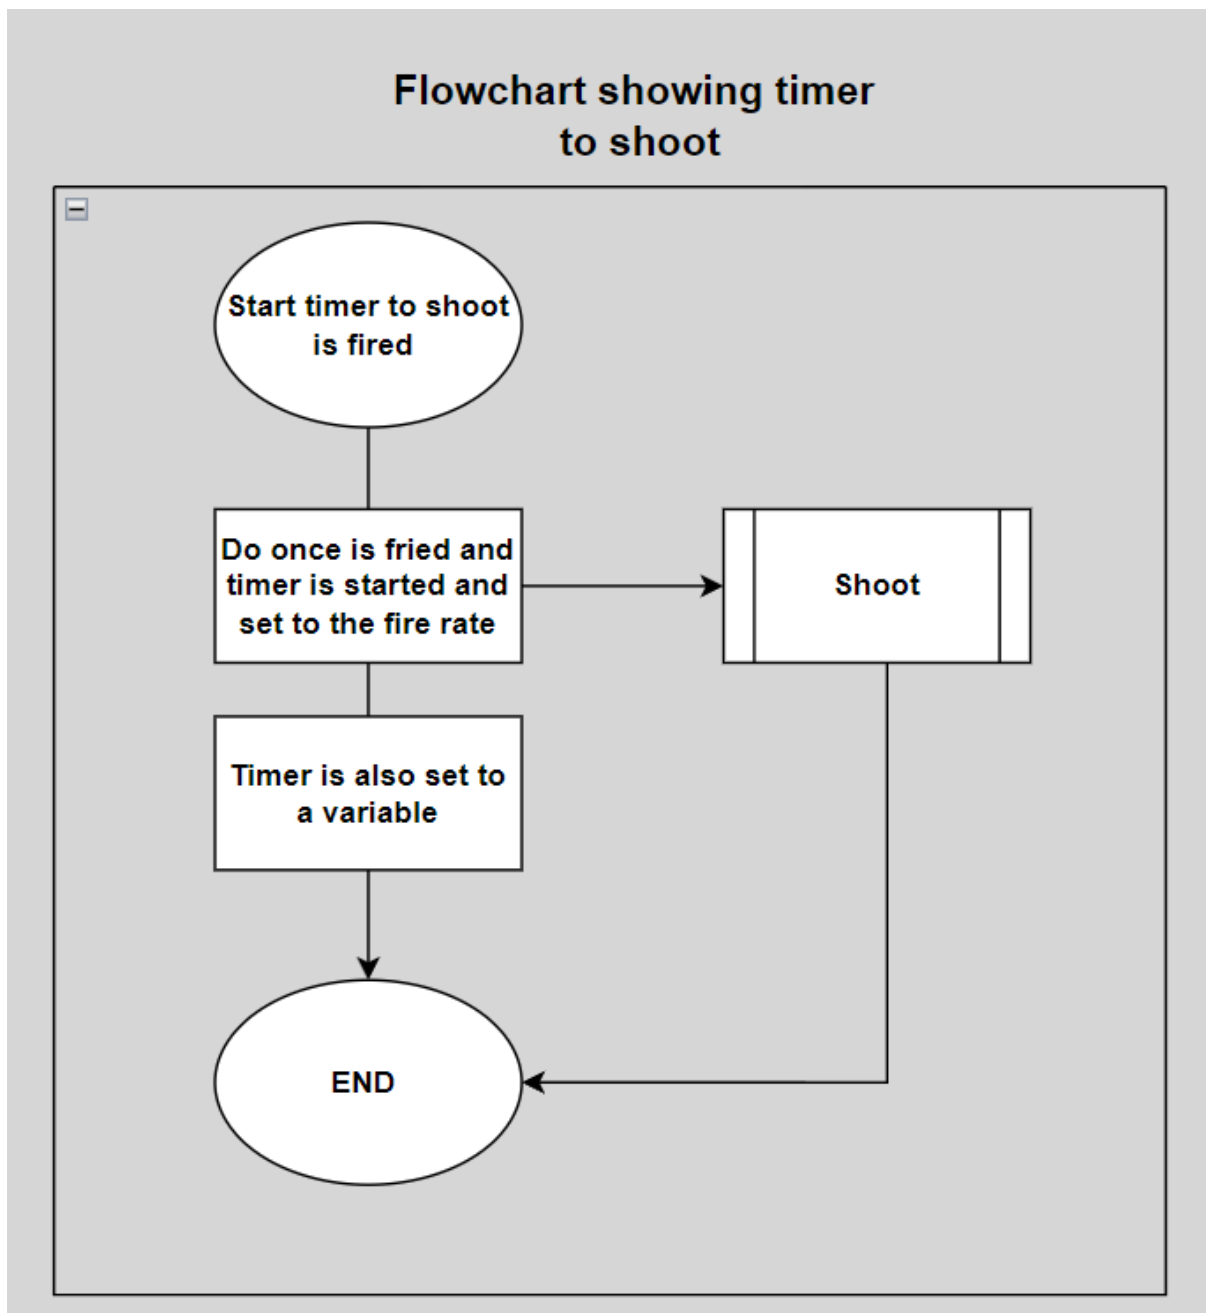 Flowchart showing timer
to shoot
Start timer to shoot
is fired
Do once is fried and
timer is started and
set to the fire rate
Shoot
Timer is also set to
a variable
END